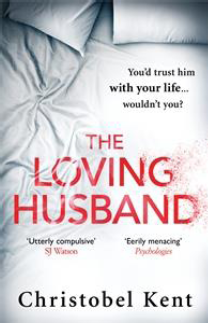 You'd trust him
with your life...
wouldn't you?
THE
LOVING
HUSBAND
'Utterly compulsive' 'Eerily menacing'
SJ Watson Psychologies
Christobel Kent